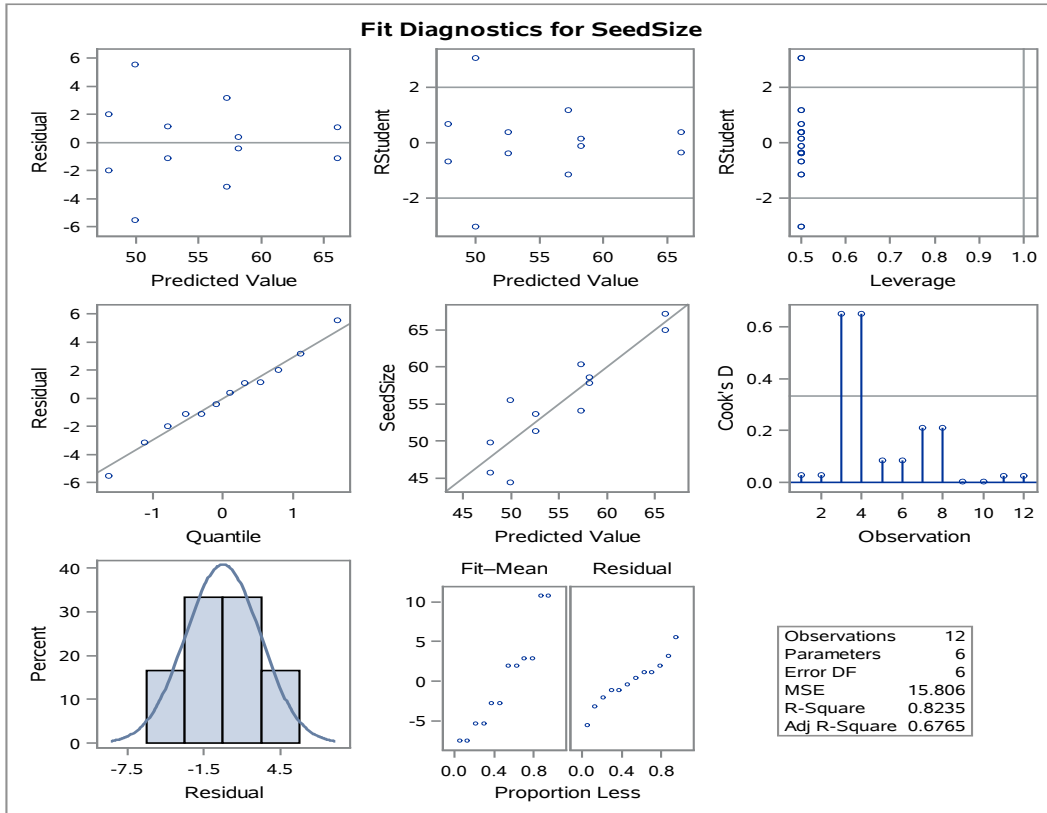 Fit Diagnostics for SeedSize
6
4
2
0
-2
-4
-6
Residual
50 55 60 65
Predicted Value
2
0
-2
RStudent
50 55 60 65
Predicted Value
2
0
-2
RStudent
0.5 0.6 0.7 0.8 0.9 1.0
Leverage
6
4
2
0
-2
-4
-6
Residual
-1 0 1
Quantile
65
60
55
50
45
SeedSize
45 50 55 60 65
Predicted Value
0.6
0.4
0.2
0.0
Cook's D
2 4 6 8 10 12
Observation
40
30
20
10
0
Percent
-7.5 -1.5 4.5
Residual
Fit–Mean Residual
10
5
0
-5
0.0 0.4 0.8 0.0 0.4 0.8
Proportion Less
Observations 12
Parameters 6
Error DF 6
MSE 15.806
R-Square 0.8235
Adj R-Square 0.6765